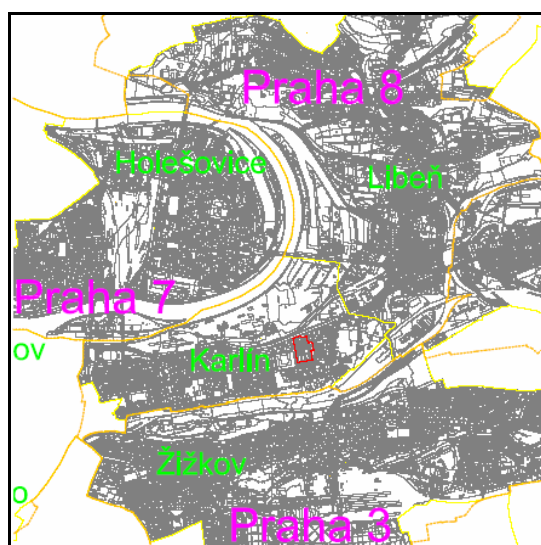 Praha 8
Holešovice
Libeň
Praha 7
ov
Karlín
Žižkov
o
Praha 3